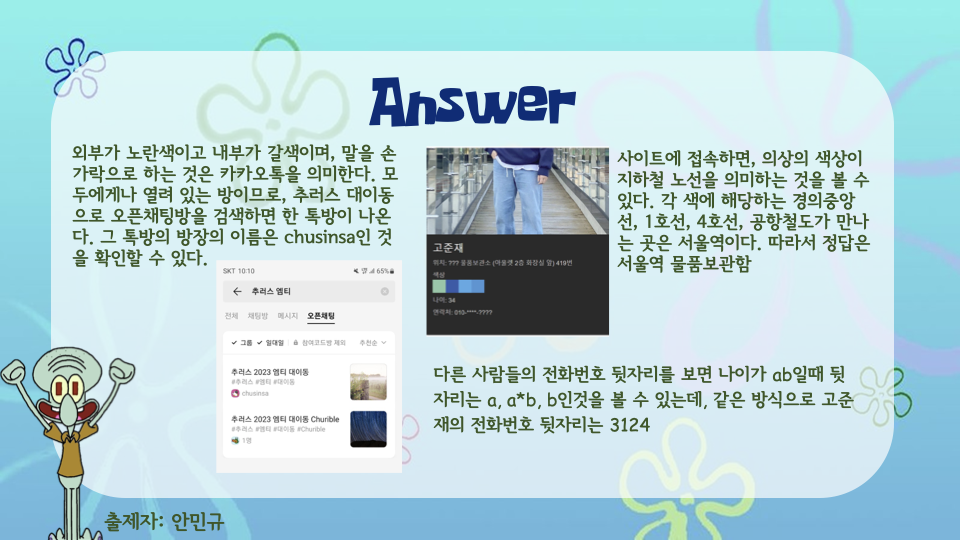 Answer
외부가 노란색이고 내부가 갈색이며, 말을 손
가락으로 하는 것은 카카오톡을 의미한다. 모
두에게나 열려 있는 방이므로, 추러스 대이동
으로 오픈채팅방을 검색하면 한 톡방이 나온
다. 그 톡방의 방장의 이름은 chusinsa인 것
을 확인할 수 있다.
SKT 10:10
65%
추러스 엠티
전체 채팅방 메시지 오픈채팅
그룹 일대일 참여코드방 제외 추천순
추러스 2023 엠티 대이동
#추러스 #엠티 #대이동
chusinsa
추러스 2023 엠티 대이동 Churible
#추러스 #엠티 #대이동 #Churible
1명
고준재
위치: ??? 물품보관소 (아울렛 2층 화장실 앞) 419번
색상
나이: 34
연락처: 010-****-????
사이트에 접속하면, 의상의 색상이
지하철 노선을 의미하는 것을 볼 수
있다. 각 색에 해당하는 경의중앙
선, 1호선, 4호선, 공항철도가 만나
는 곳은 서울역이다. 따라서 정답은
서울역 물품보관함
다른 사람들의 전화번호 뒷자리를 보면 나이가 ab일때 뒷
자리는 a, a*b, b인것을 볼 수 있는데, 같은 방식으로 고준
재의 전화번호 뒷자리는 3124
출제자: 안민규